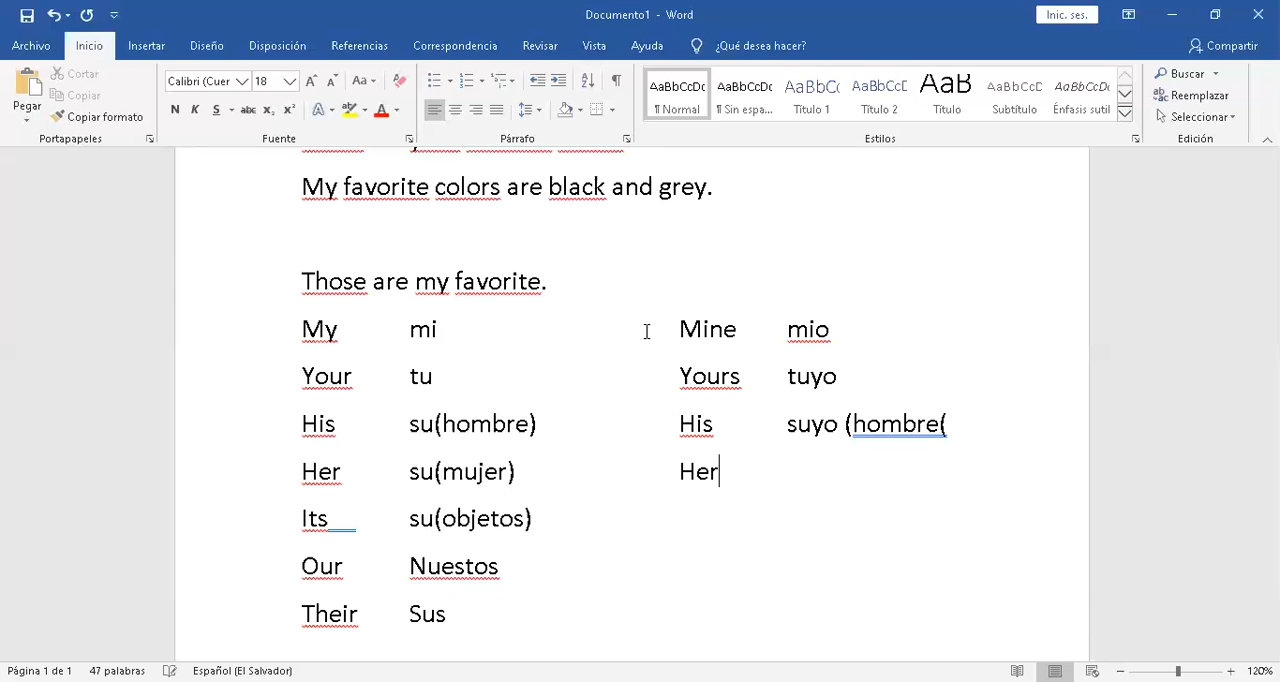 Documento1 - Word
Inic. ses.
Archivo Inicio Insertar Diseño Disposición Referencias Correspondencia Revisar Vista Ayuda ¿Qué desea hacer? Compartir
Pegar
Cortar
Copiar
Copiar formato
Portapapeles
Calibri (Cuer 18
N K S abc x₂ x²
Fuente
Párrafo
AaBbCcDc AaBbCcDc AaBbCc AaBbCcD AaB AaBbCcD AaBbCcDc
¶ Normal ¶ Sin espa... Título 1 Título 2 Título Subtítulo Énfasis sutil
Estilos
Buscar
Reemplazar
Seleccionar
Edición
My favorite colors are black and grey.
Those are my favorite.
My mi Mine mio
Your tu Yours tuyo
His su(hombre) His suyo (hombre(
Her su(mujer) Her
Its su(objetos)
Our Nuestos
Their Sus
Página 1 de 1 47 palabras Español (El Salvador) 120%